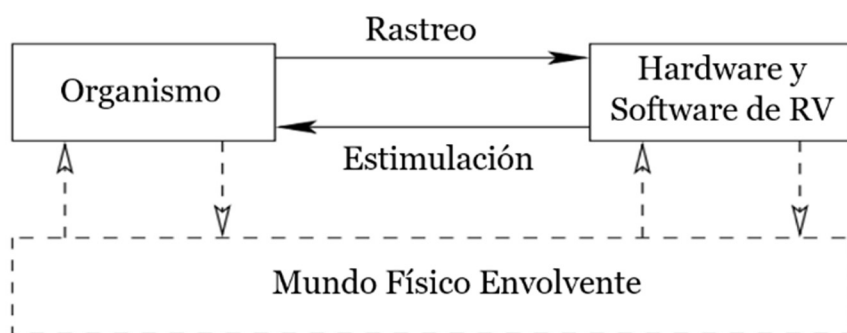 Rastreo
Organismo
Hardware y
Software de RV
Estimulación
Mundo Físico Envolvente